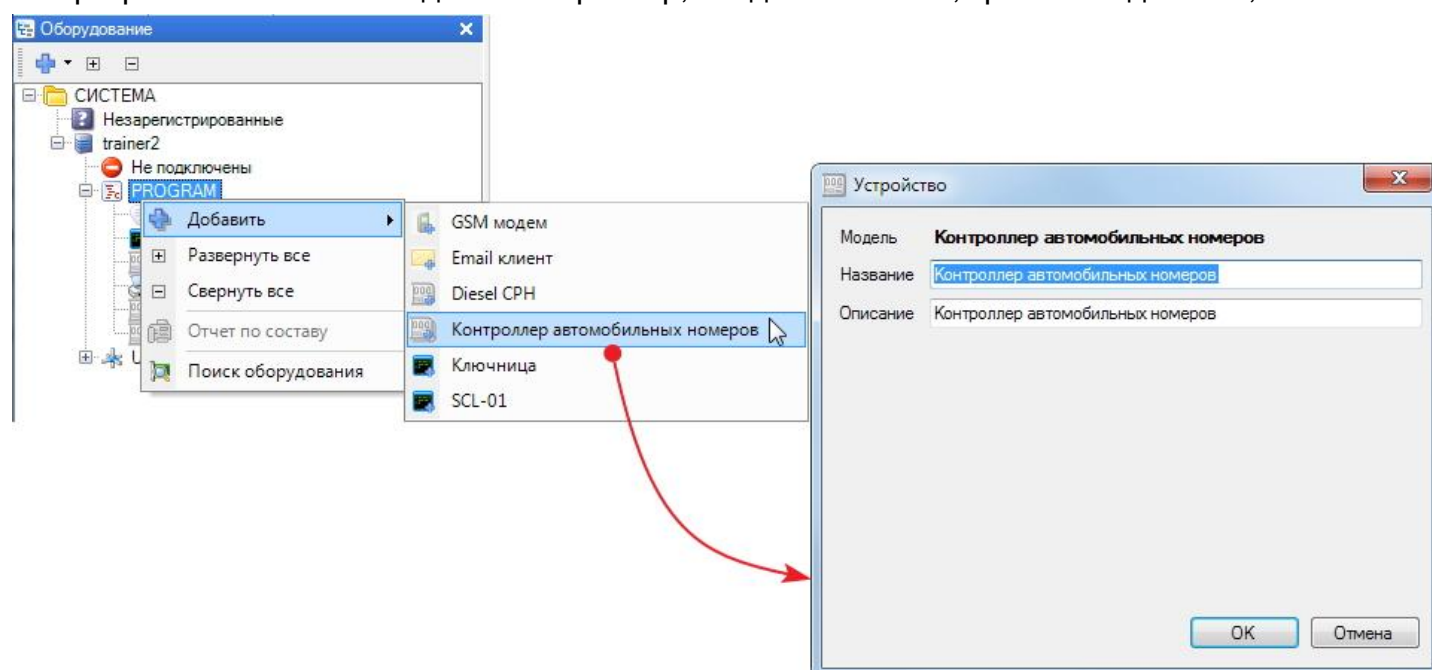 Оборудование
СИСТЕМА
Незарегистрированные
trainer2
Не подключены
PROGRAM
Добавить
Развернуть все
Свернуть все
Отчет по составу
Поиск оборудования
GSM модем
Email клиент
Diesel CPH
Контроллер автомобильных номеров
Ключница
SCL-01
Устройство
Модель Контроллер автомобильных номеров
Название Контроллер автомобильных номеров
Описание Контроллер автомобильных номеров
OK Отмена